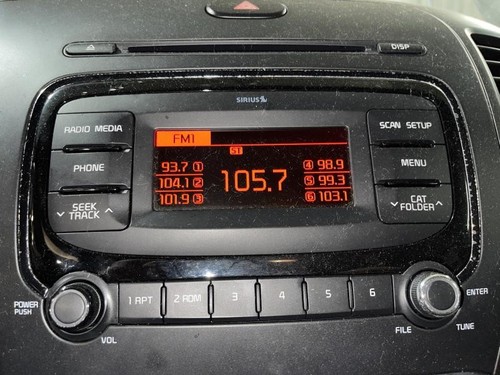 DISP
SIRIUS
RADIO MEDIA
SCAN SETUP
FM1
ST
93.7 1
4 98.9
104.1 2
105.7
5 99.3
101.9 3
6 103.1
PHONE
MENU
SEEK
TRACK
CAT
FOLDER
1 RPT
2 RDM
3
4
5
6
POWER
PUSH
VOL
ENTER
FILE
TUNE